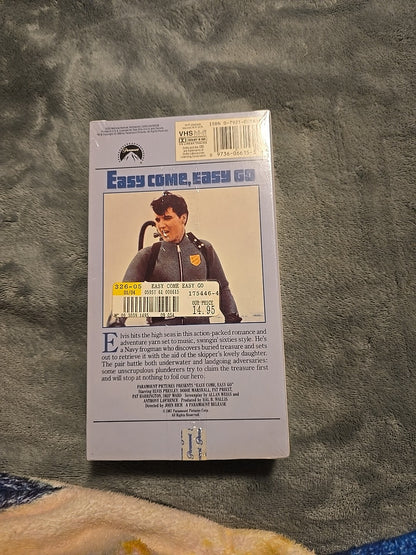 VHS
Paramount
EASY COME, EASY GO
326-05 EASY COME EASY GO
01/04 175446-4
OUR PRICE
14.95
Elvis hits the high seas in this action-packed romance and
adventure yarn set to music, swingin' sixties style. He's
a Navy frogman who discovers buried treasure and sets
out to retrieve it with the aid of the skipper's lovely daughter.
The pair battle both underwater and landgoing adversaries:
some unscrupulous plunderers try to claim the treasure first
and will stop at nothing to foil our hero.
PARAMOUNT PICTURES PRESENTS "EASY COME, EASY GO"
Starring ELVIS PRESLEY, DODIE MARSHALL, PAT PRIEST,
PAT HARRINGTON, SKIP WARD Screenplay by ALLAN WEISS and
ANTHONY LAWRENCE Produced by HAL B. WALLIS
Directed by JOHN RICH A PARAMOUNT RELEASE
All Rights Reserved.